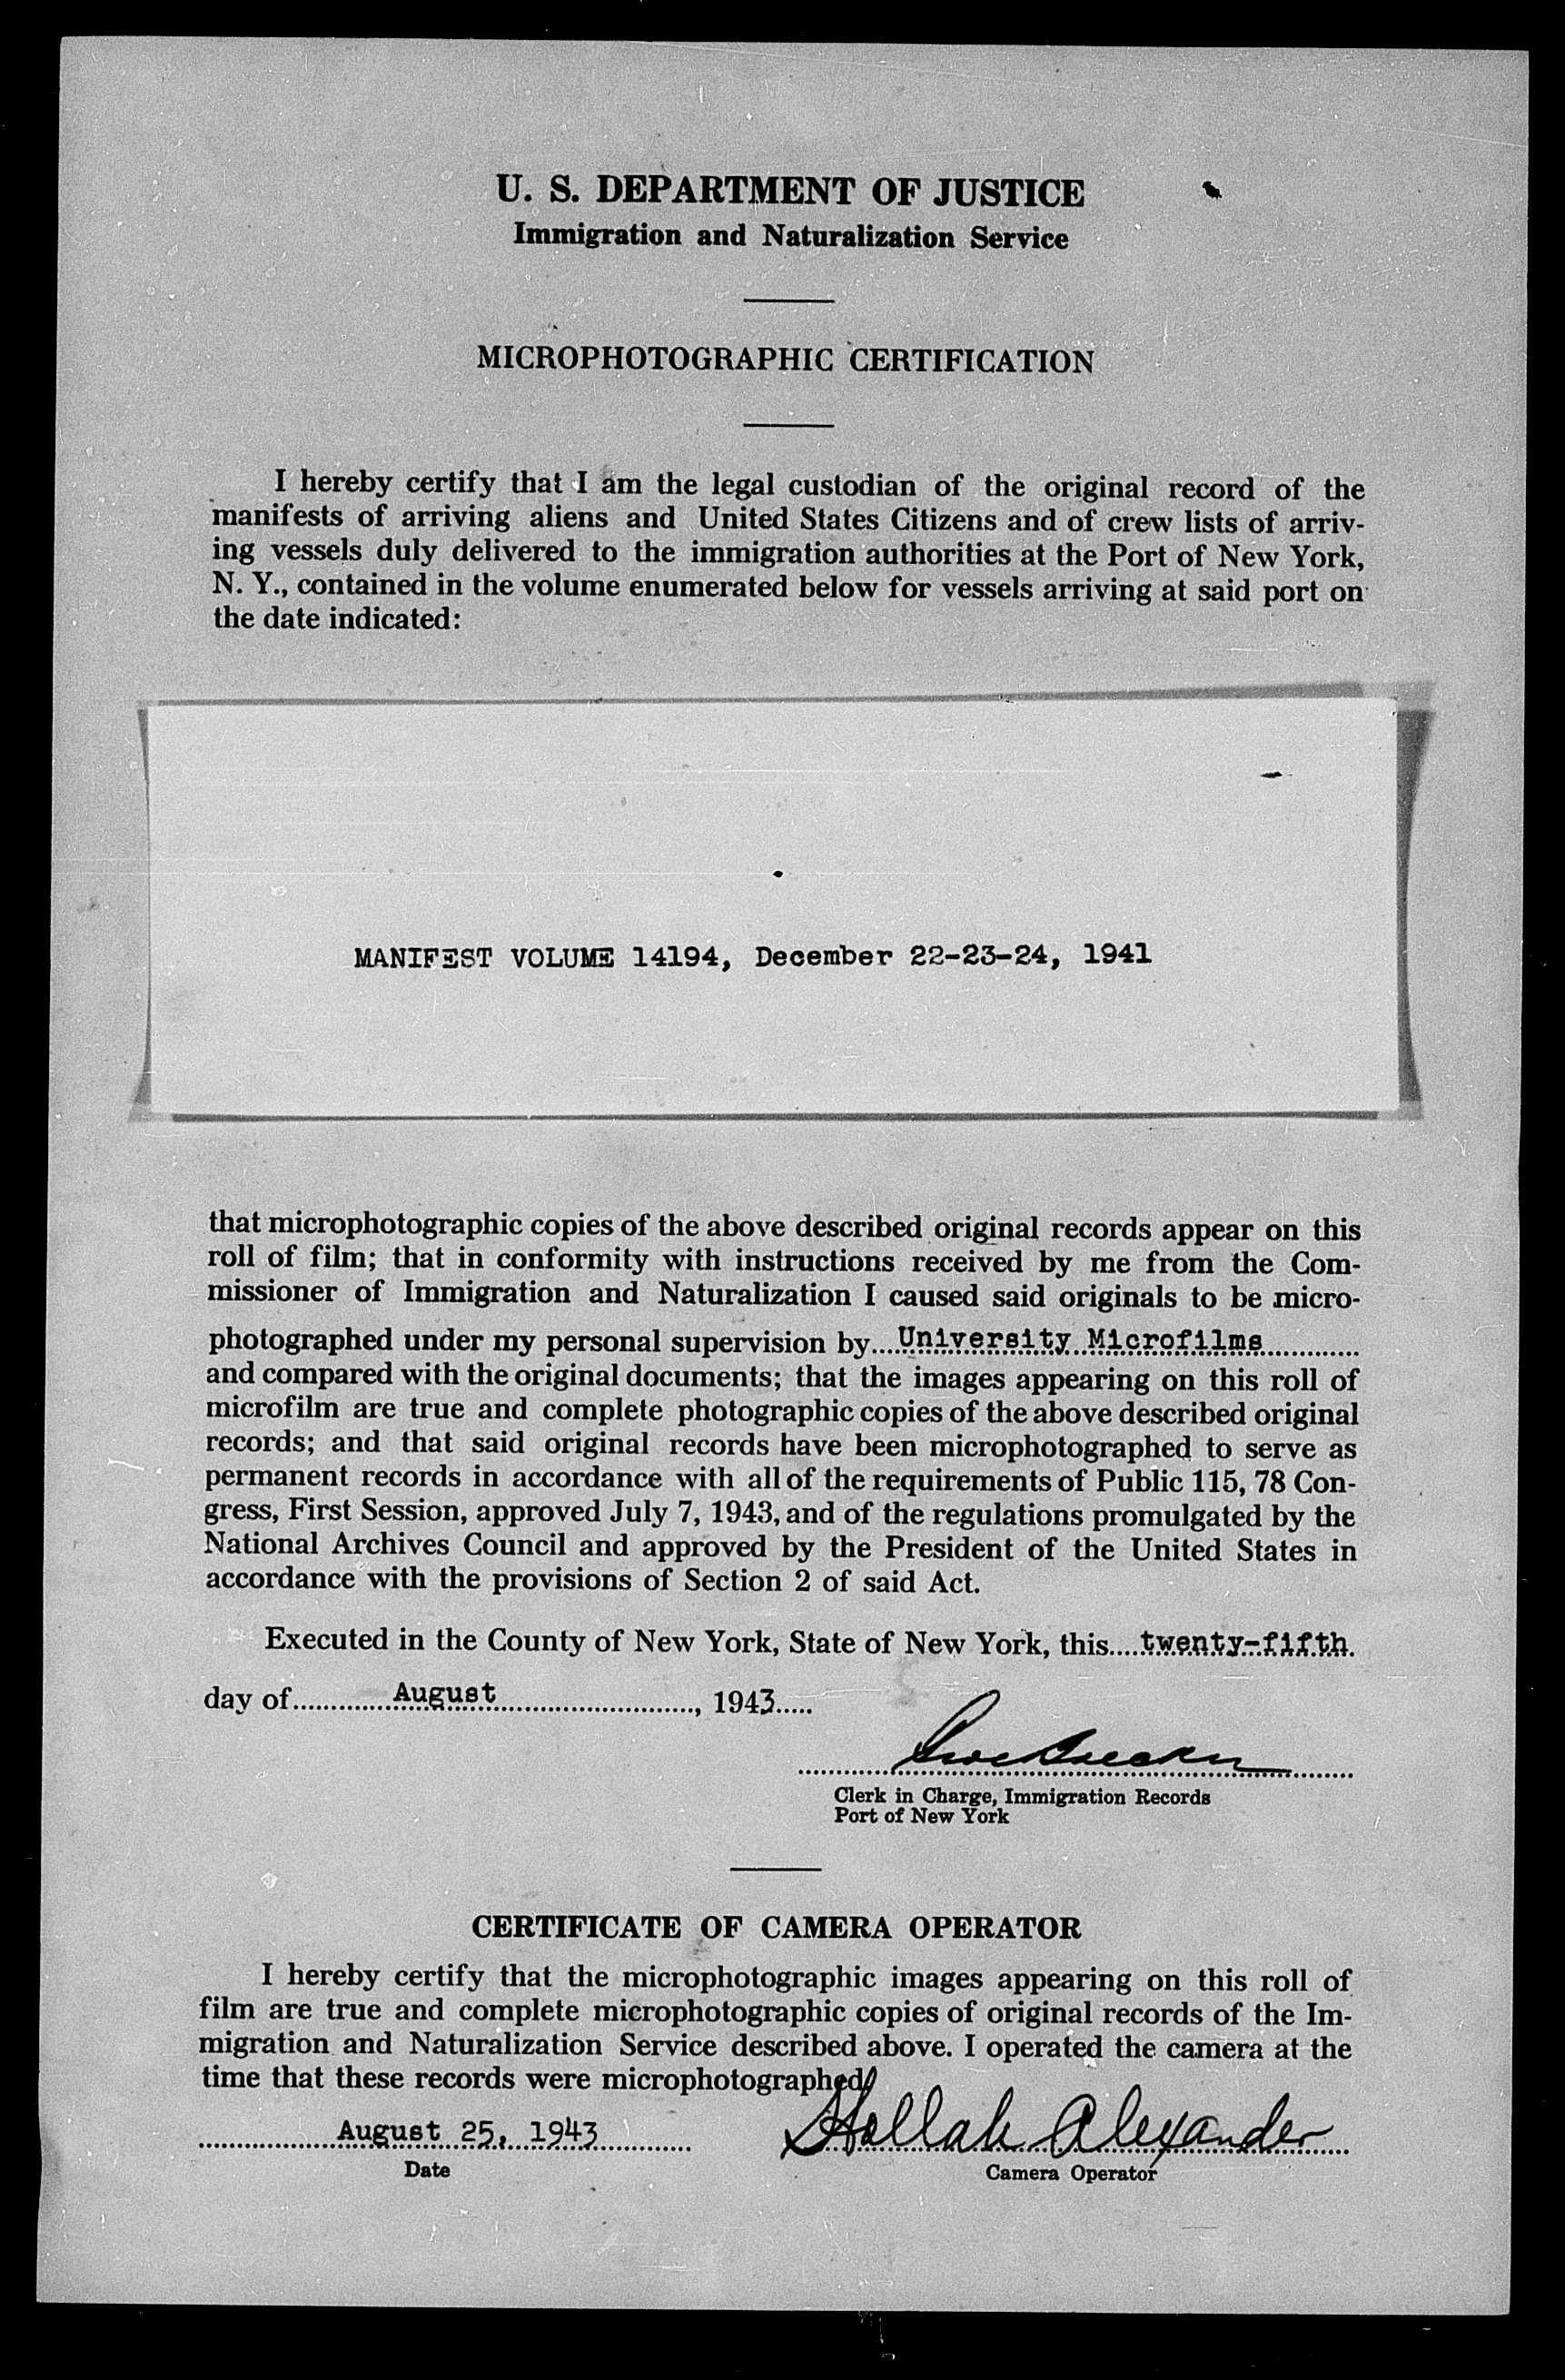 U. S. DEPARTMENT OF JUSTICE
Immigration and Naturalization Service
MICROPHOTOGRAPHIC CERTIFICATION
I hereby certify that I am the legal custodian of the original record of the
manifests of arriving aliens and United States Citizens and of crew lists of arriv-
ing vessels duly delivered to the immigration authorities at the Port of New York,
N. Y., contained in the volume enumerated below for vessels arriving at said port on
the date indicated:
MANIFEST VOLUME 14194, December 22-23-24, 1941
that microphotographic copies of the above described original records appear on this
roll of film; that in conformity with instructions received by me from the Com-
missioner of Immigration and Naturalization I caused said originals to be micro-
photographed under my personal supervision by....University Microfilms............
and compared with the original documents; that the images appearing on this roll of
microfilm are true and complete photographic copies of the above described original
records; and that said original records have been microphotographed to serve as
permanent records in accordance with all of the requirements of Public 115, 78 Con-
gress, First Session, approved July 7, 1943, and of the regulations promulgated by the
National Archives Council and approved by the President of the United States in
accordance with the provisions of Section 2 of said Act.
Executed in the County of New York, State of New York, this....twenty-fifth.
day of............August........................, 1943.....
Clerk in Charge, Immigration Records
Port of New York
CERTIFICATE OF CAMERA OPERATOR
I hereby certify that the microphotographic images appearing on this roll of
film are true and complete microphotographic copies of original records of the Im-
migration and Naturalization Service described above. I operated the camera at the
time that these records were microphotographed.
August 25, 1943
Hollah Alexander
Date
Camera Operator